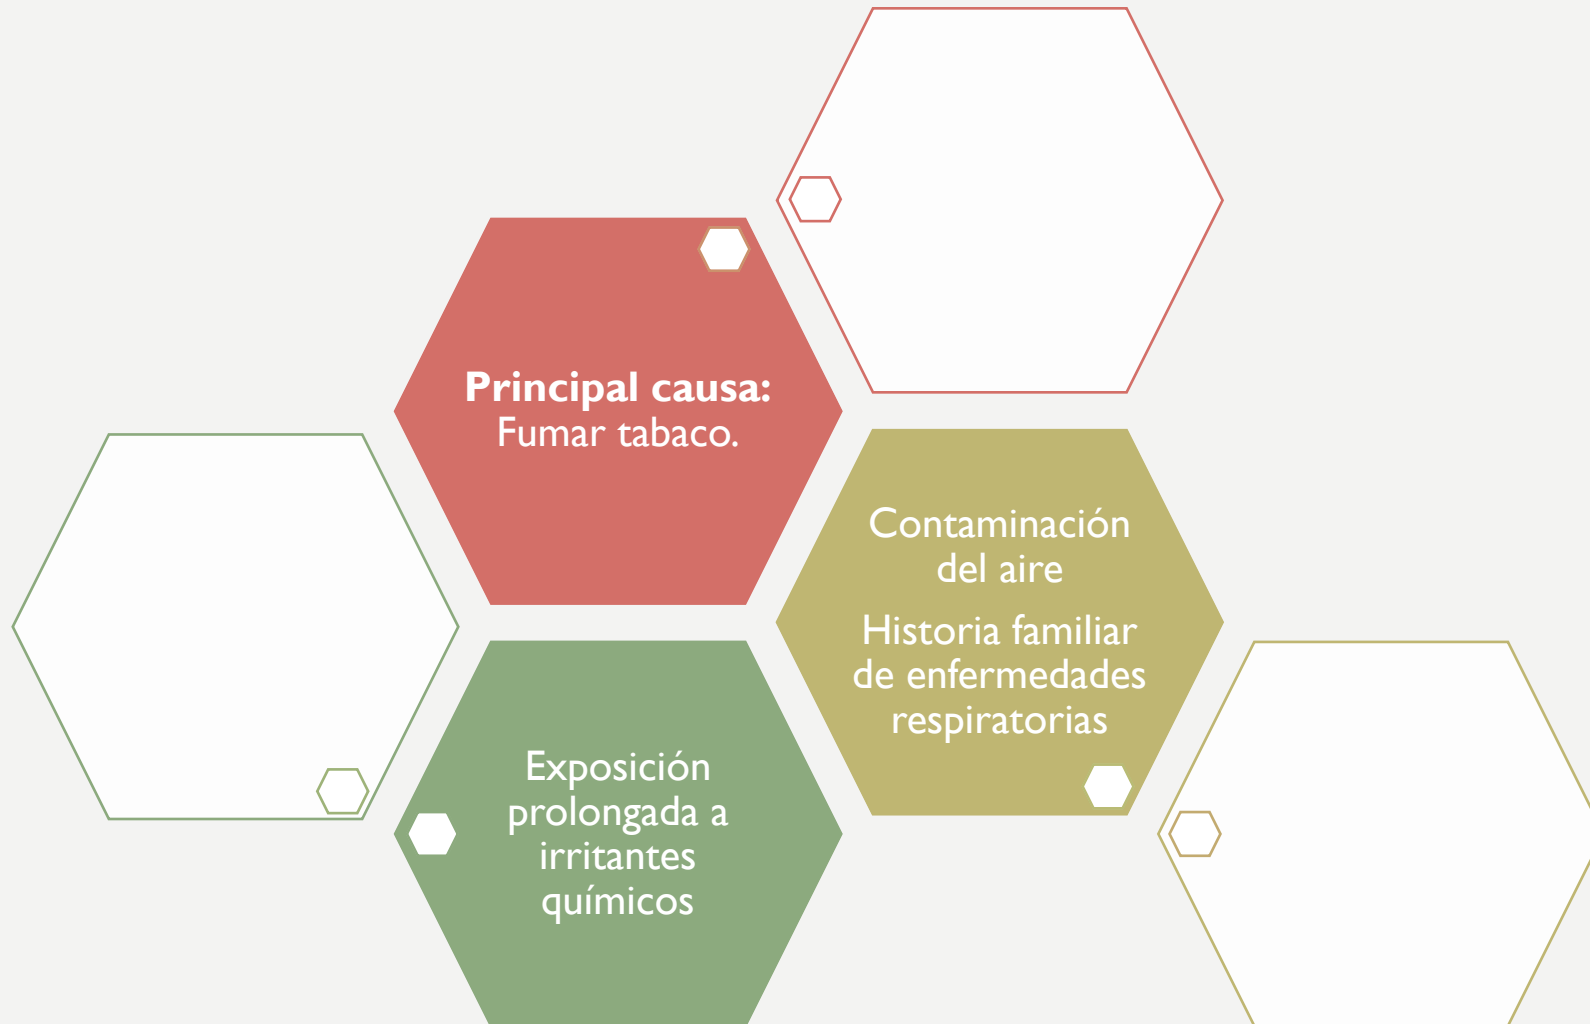 Principal causa:
Fumar tabaco.
Contaminación
del aire
Historia familiar
de enfermedades
respiratorias
Exposición
prolongada a
irritantes
químicos